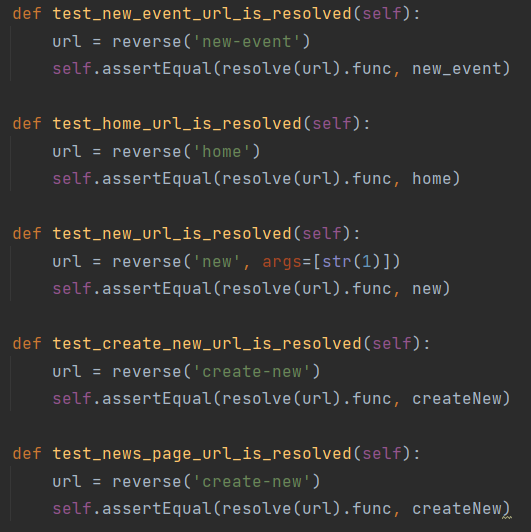 def test_new_event_url_is_resolved(self):
    url = reverse('new-event')
    self.assertEqual(resolve(url).func, new_event)
def test_home_url_is_resolved(self):
    url = reverse('home')
    self.assertEqual(resolve(url).func, home)
def test_new_url_is_resolved(self):
    url = reverse('new', args=[str(1)])
    self.assertEqual(resolve(url).func, new)
def test_create_new_url_is_resolved(self):
    url = reverse('create-new')
    self.assertEqual(resolve(url).func, createNew)
def test_news_page_url_is_resolved(self):
    url = reverse('create-new')
    self.assertEqual(resolve(url).func, createNew)